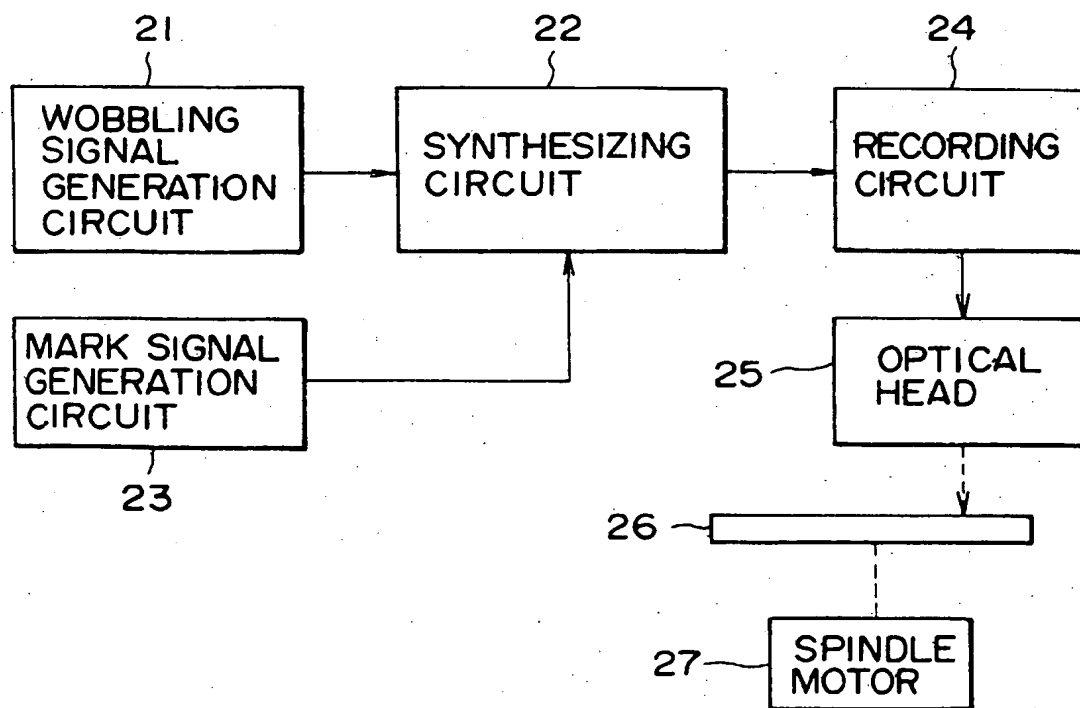 21
22
24
WOBBLING
SIGNAL
GENERATION
CIRCUIT
SYNTHESIZING
CIRCUIT
RECORDING
CIRCUIT
MARK SIGNAL
GENERATION
CIRCUIT
23
25
OPTICAL
HEAD
26
27
SPINDLE
MOTOR